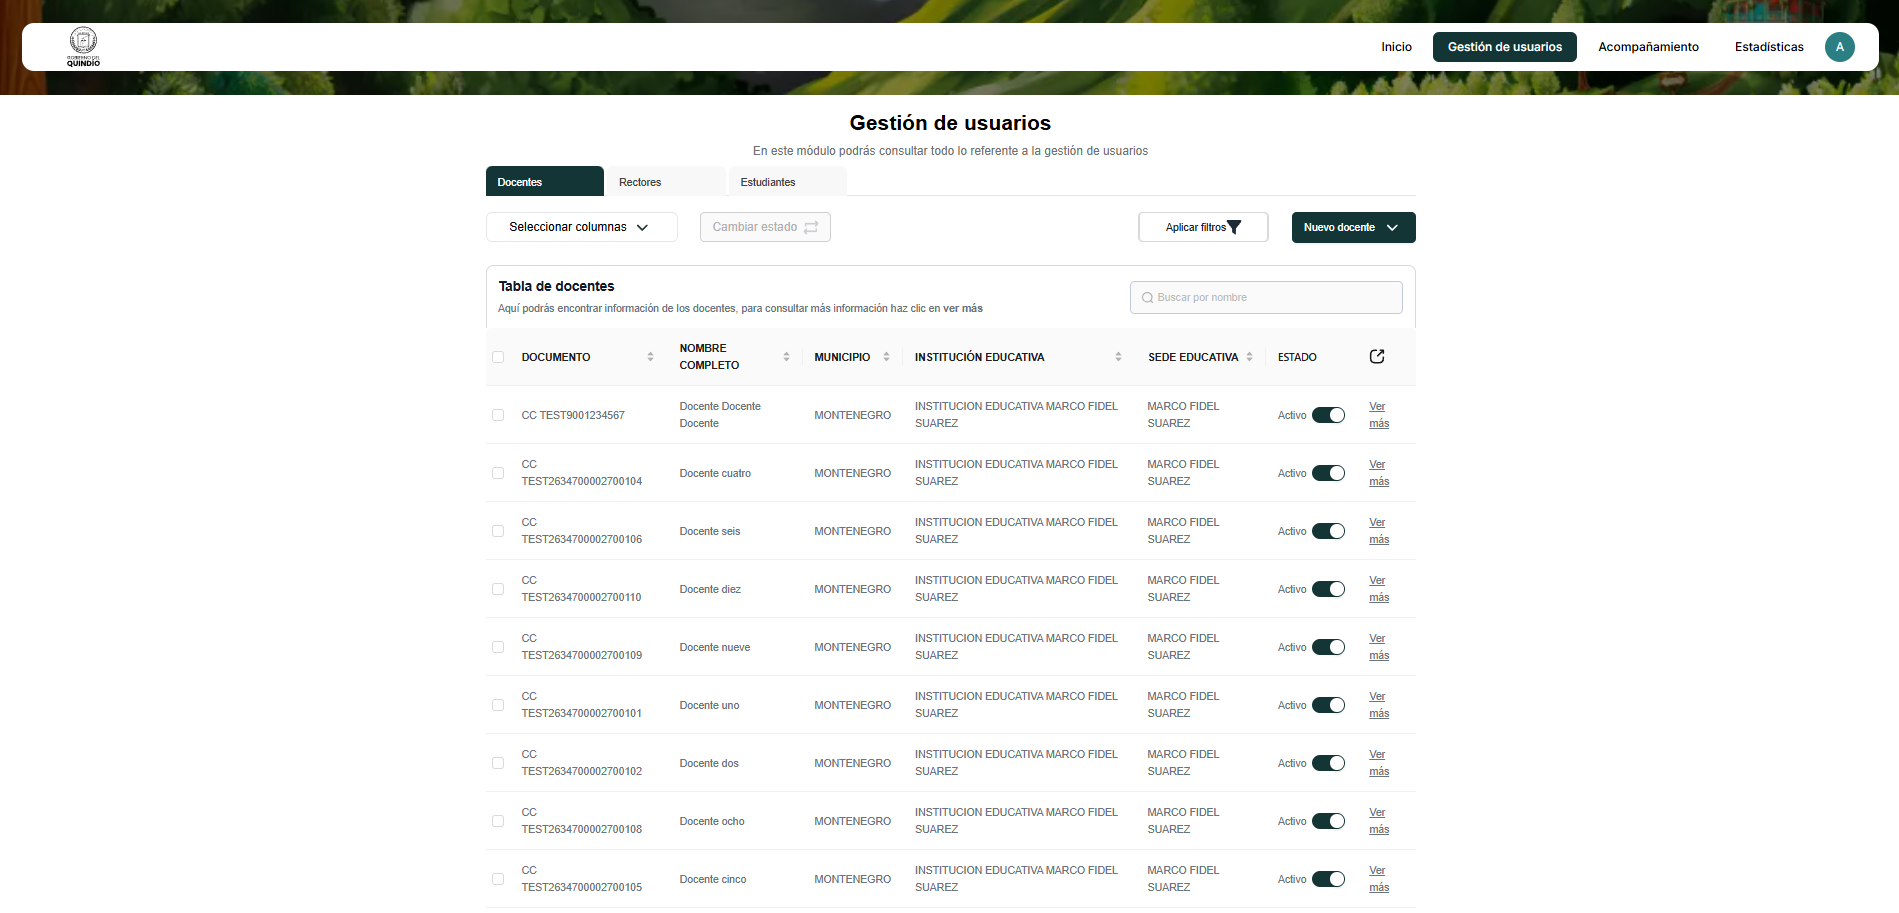 GOBIERNO DEL
QUINDÍO
Inicio
Gestión de usuarios
Acompañamiento
Estadísticas
A
Gestión de usuarios
En este módulo podrás consultar todo lo referente a la gestión de usuarios
Docentes
Rectores
Estudiantes
Seleccionar columnas
Cambiar estado
Aplicar filtros
Nuevo docente
Tabla de docentes
Aquí podrás encontrar información de los docentes, para consultar más información haz clic en ver más
Buscar por nombre
DOCUMENTO
NOMBRE
COMPLETO
MUNICIPIO
INSTITUCIÓN EDUCATIVA
SEDE EDUCATIVA
ESTADO
CC TEST9001234567
Docente Docente
Docente
MONTENEGRO
INSTITUCION EDUCATIVA MARCO FIDEL
SUAREZ
MARCO FIDEL
SUAREZ
Activo
Ver
más
CC
TEST2634700002700104
Docente cuatro
MONTENEGRO
INSTITUCION EDUCATIVA MARCO FIDEL
SUAREZ
MARCO FIDEL
SUAREZ
Activo
Ver
más
CC
TEST2634700002700106
Docente seis
MONTENEGRO
INSTITUCION EDUCATIVA MARCO FIDEL
SUAREZ
MARCO FIDEL
SUAREZ
Activo
Ver
más
CC
TEST2634700002700110
Docente diez
MONTENEGRO
INSTITUCION EDUCATIVA MARCO FIDEL
SUAREZ
MARCO FIDEL
SUAREZ
Activo
Ver
más
CC
TEST2634700002700109
Docente nueve
MONTENEGRO
INSTITUCION EDUCATIVA MARCO FIDEL
SUAREZ
MARCO FIDEL
SUAREZ
Activo
Ver
más
CC
TEST2634700002700101
Docente uno
MONTENEGRO
INSTITUCION EDUCATIVA MARCO FIDEL
SUAREZ
MARCO FIDEL
SUAREZ
Activo
Ver
más
CC
TEST2634700002700102
Docente dos
MONTENEGRO
INSTITUCION EDUCATIVA MARCO FIDEL
SUAREZ
MARCO FIDEL
SUAREZ
Activo
Ver
más
CC
TEST2634700002700108
Docente ocho
MONTENEGRO
INSTITUCION EDUCATIVA MARCO FIDEL
SUAREZ
MARCO FIDEL
SUAREZ
Activo
Ver
más
CC
TEST2634700002700105
Docente cinco
MONTENEGRO
INSTITUCION EDUCATIVA MARCO FIDEL
SUAREZ
MARCO FIDEL
SUAREZ
Activo
Ver
más